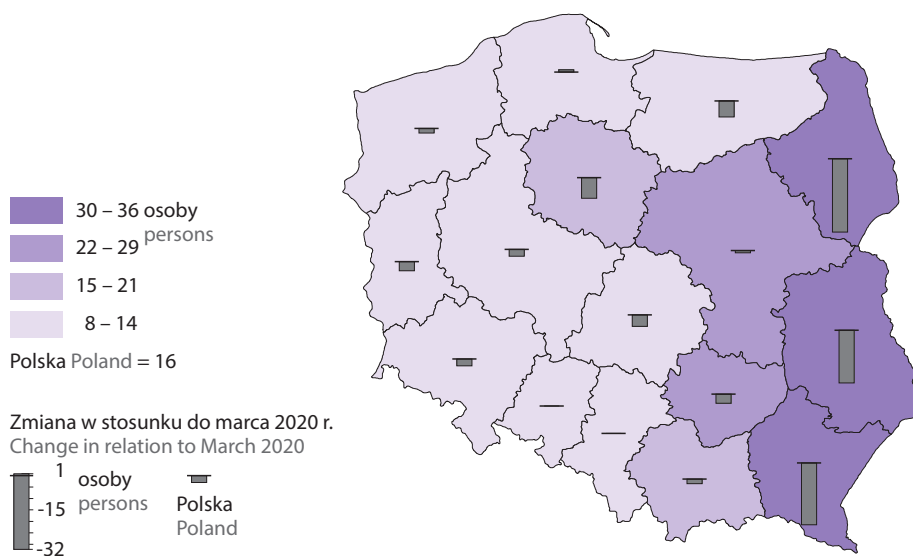 30 – 36 osoby
persons
22 – 29
15 – 21
8 – 14
Polska Poland = 16
Zmiana w stosunku do marca 2020 r.
Change in relation to March 2020
1 osoby
persons
-15
-32
Polska
Poland